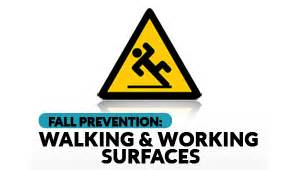 FALL PREVENTION:
WALKING & WORKING
SURFACES